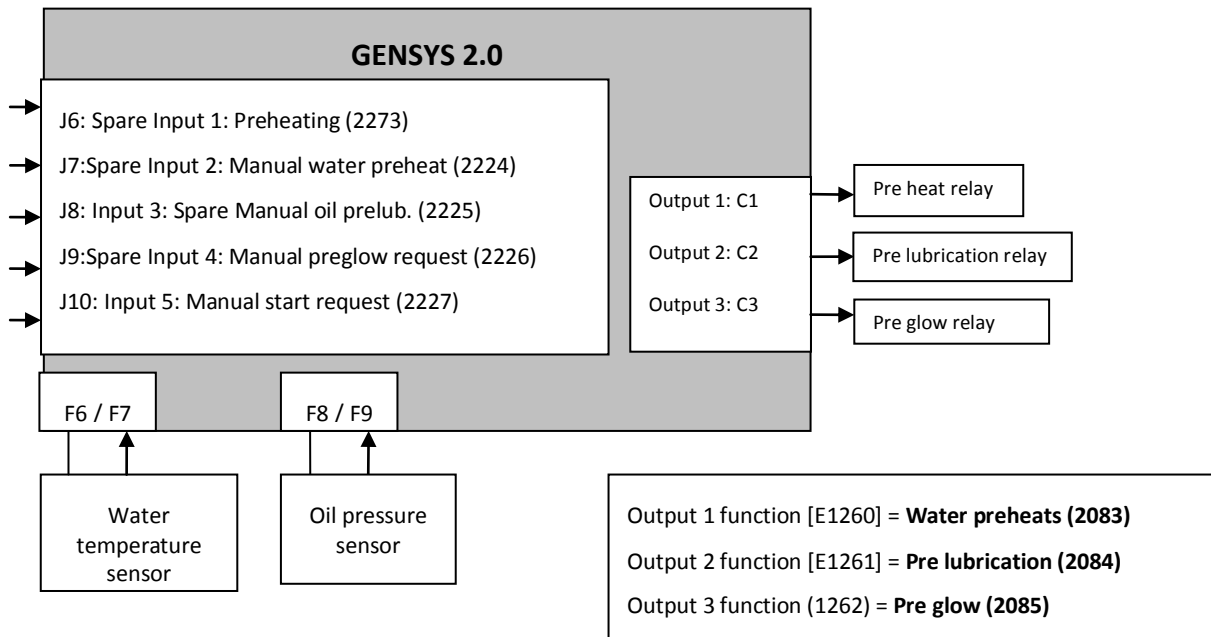 GENSYS 2.0
J6: Spare Input 1: Preheating (2273)
J7:Spare Input 2: Manual water preheat (2224)
J8: Input 3: Spare Manual oil prelub. (2225)
J9:Spare Input 4: Manual preglow request (2226)
J10: Input 5: Manual start request (2227)
Output 1: C1
Output 2: C2
Output 3: C3
Pre heat relay
Pre lubrication relay
Pre glow relay
F6 / F7
F8 / F9
Water
temperature
sensor
Oil pressure
sensor
Output 1 function [E1260] = Water preheats (2083)
Output 2 function [E1261] = Pre lubrication (2084)
Output 3 function (1262) = Pre glow (2085)